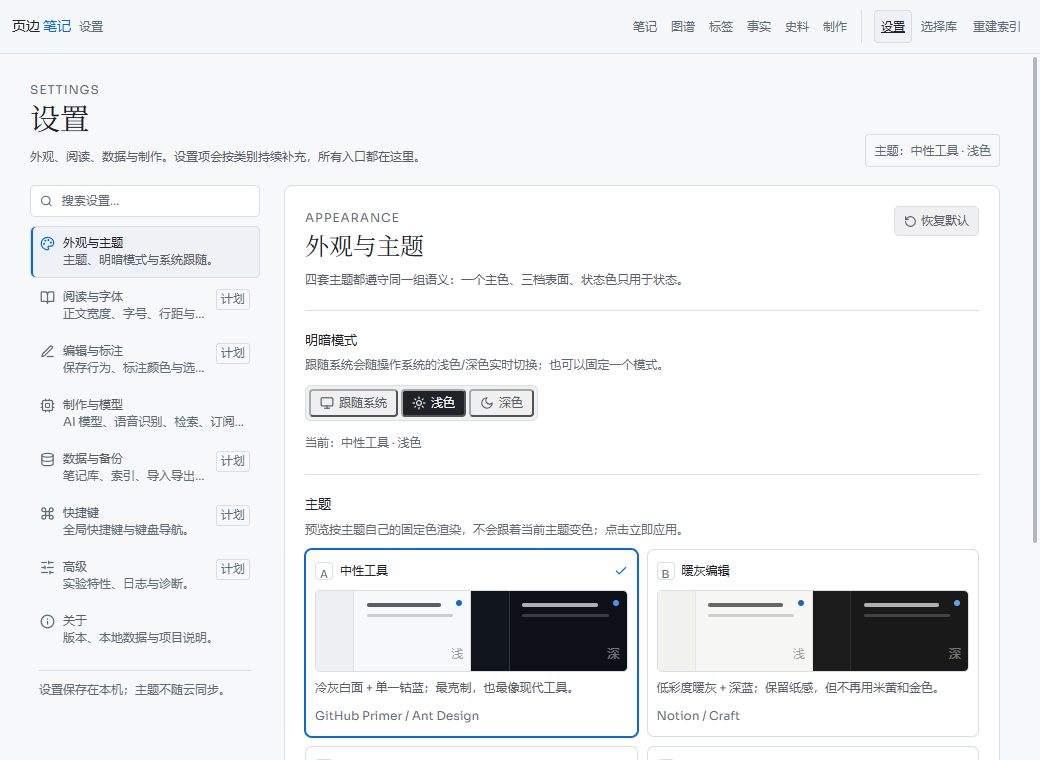 页边 笔记 设置
笔记 图谱 标签 事实 史料 制作 设置 选择库 重建索引
SETTINGS
设置
外观、阅读、数据与制作。设置项会按类别持续补充，所有入口都在这里。
主题：中性工具 · 浅色
搜索设置...
外观与主题
主题、明暗模式与系统跟随。
阅读与字体
正文宽度、字号、行距与...
计划
编辑与标注
保存行为、标注颜色与选...
计划
制作与模型
AI 模型、语音识别、检索、订阅...
数据与备份
笔记库、索引、导入导出...
计划
快捷键
全局快捷键与键盘导航。
计划
高级
实验特性、日志与诊断。
计划
关于
版本、本地数据与项目说明。
设置保存在本机；主题不随云同步。
APPEARANCE
外观与主题
恢复默认
四套主题都遵守同一组语义：一个主色、三档表面、状态色只用于状态。
明暗模式
跟随系统会随操作系统的浅色/深色实时切换；也可以固定一个模式。
跟随系统 浅色 深色
当前：中性工具 · 浅色
主题
预览按主题自己的固定色渲染，不会跟着当前主题变色；点击立即应用。
A 中性工具
浅 深
冷灰白面 + 单一钴蓝；最克制，也最像现代工具。
GitHub Primer / Ant Design
B 暖灰编辑
浅 深
低彩度暖灰 + 深蓝；保留纸感，但不再用米黄和金色。
Notion / Craft